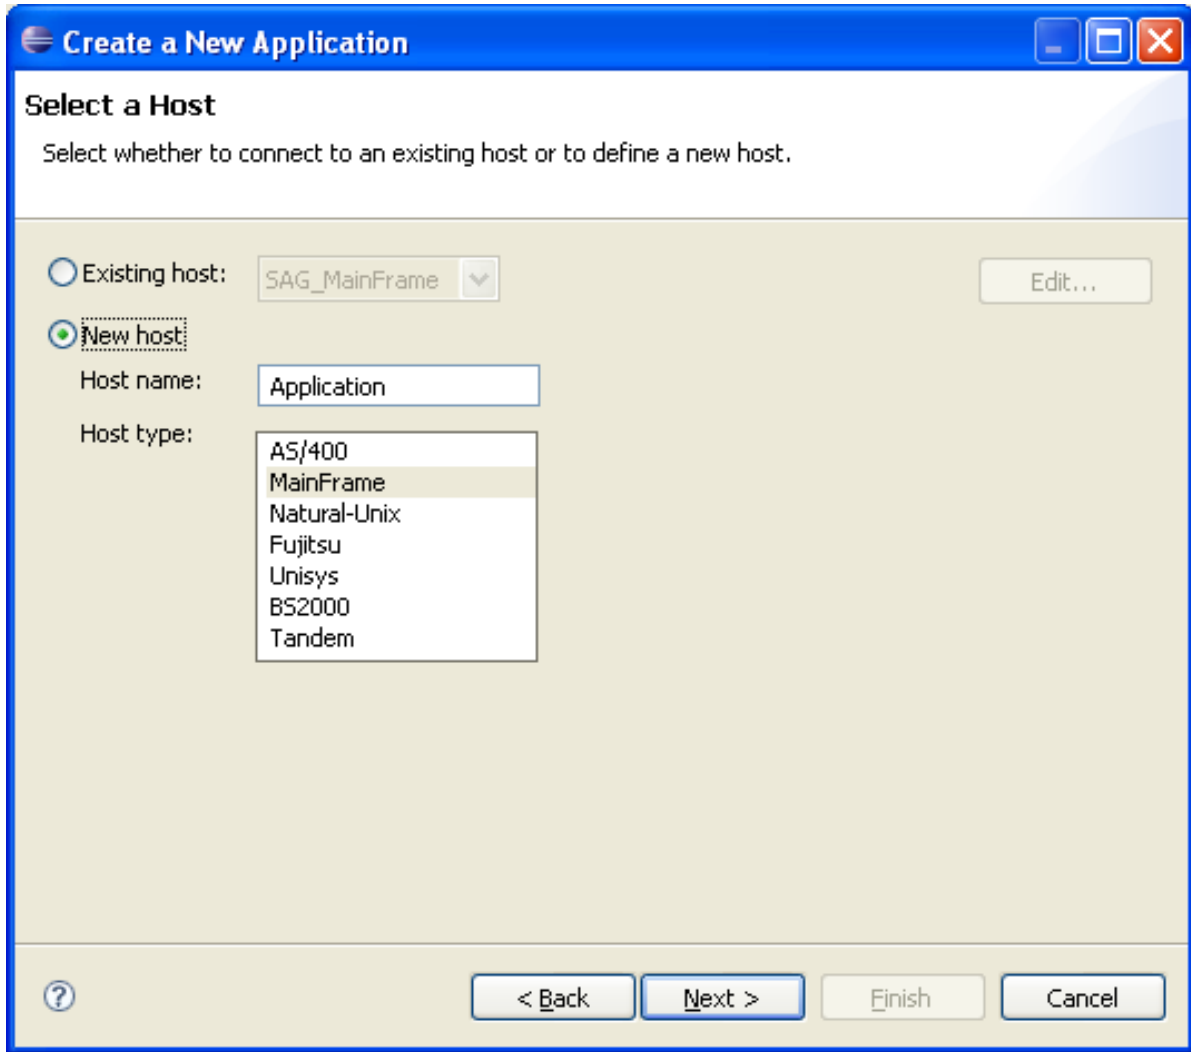 Create a New Application
Select a Host
Select whether to connect to an existing host or to define a new host.
Existing host: SAG_MainFrame Edit...
New host
Host name: Application
Host type:
AS/400
MainFrame
Natural-Unix
Fujitsu
Unisys
BS2000
Tandem
? < Back Next > Finish Cancel